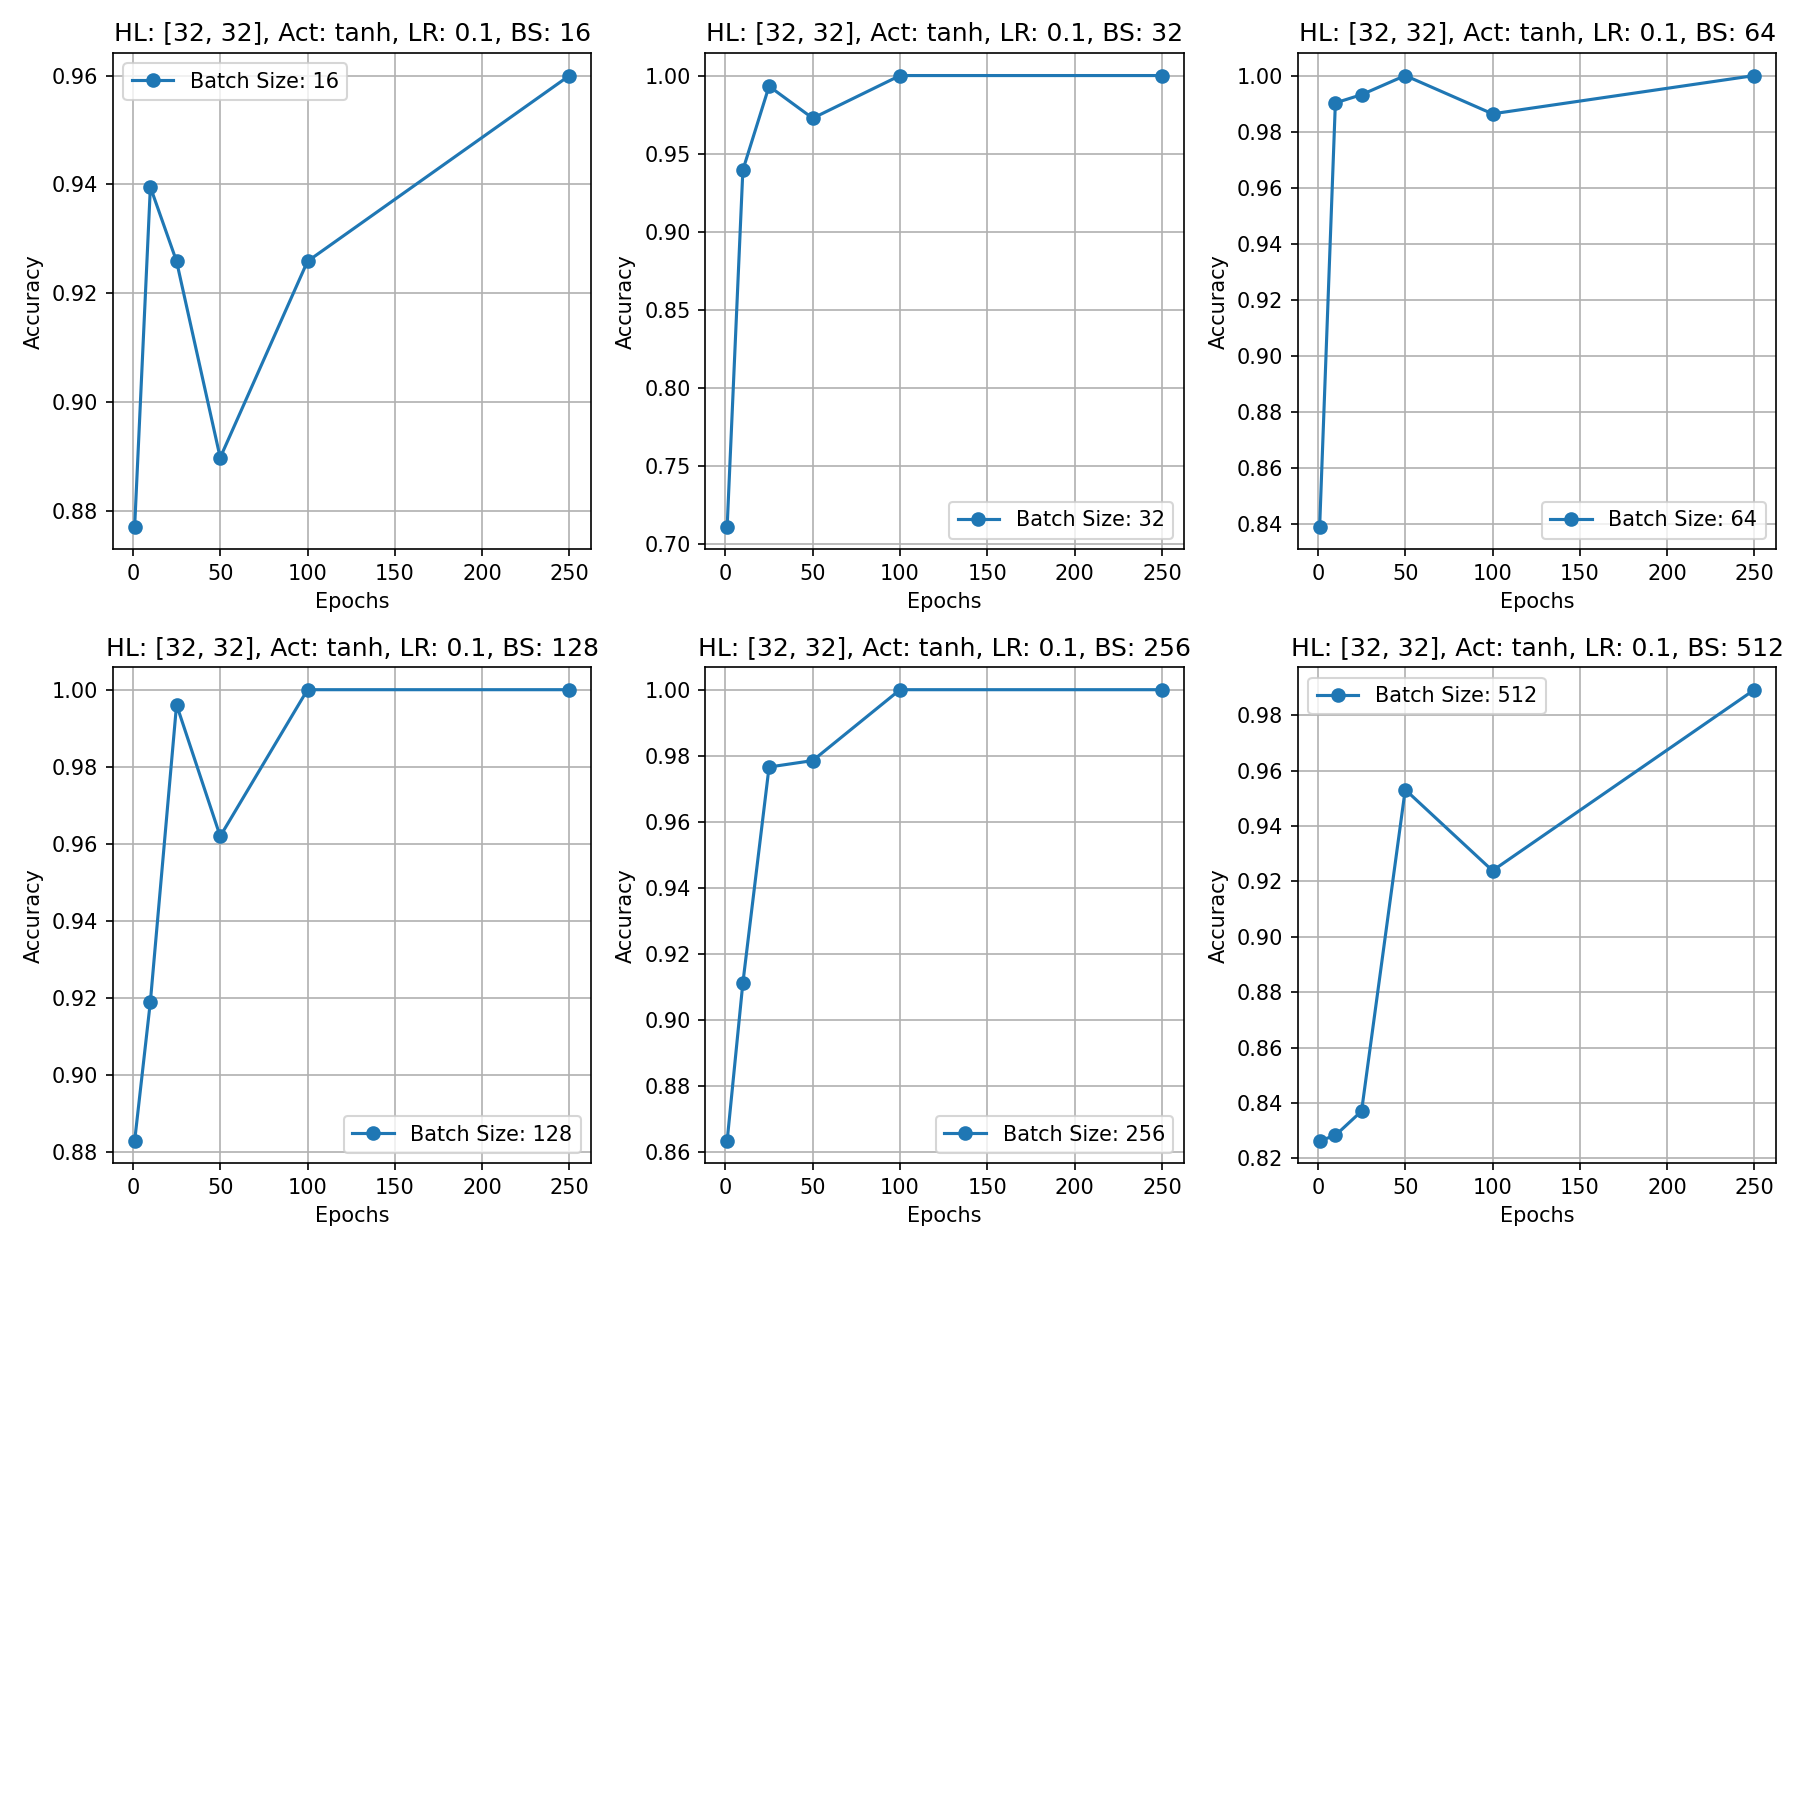 HL: [32, 32], Act: tanh, LR: 0.1, BS: 16
Batch Size: 16
0.96
0.94
0.92
0.90
0.88
Accuracy
0 50 100 150 200 250
Epochs
HL: [32, 32], Act: tanh, LR: 0.1, BS: 32
1.00
0.95
0.90
0.85
0.80
0.75
0.70
Accuracy
Batch Size: 32
0 50 100 150 200 250
Epochs
HL: [32, 32], Act: tanh, LR: 0.1, BS: 64
1.00
0.98
0.96
0.94
0.92
0.90
0.88
0.86
0.84
Accuracy
Batch Size: 64
0 50 100 150 200 250
Epochs
HL: [32, 32], Act: tanh, LR: 0.1, BS: 128
1.00
0.98
0.96
0.94
0.92
0.90
0.88
Accuracy
Batch Size: 128
0 50 100 150 200 250
Epochs
HL: [32, 32], Act: tanh, LR: 0.1, BS: 256
1.00
0.98
0.96
0.94
0.92
0.90
0.88
0.86
Accuracy
Batch Size: 256
0 50 100 150 200 250
Epochs
HL: [32, 32], Act: tanh, LR: 0.1, BS: 512
Batch Size: 512
0.98
0.96
0.94
0.92
0.90
0.88
0.86
0.84
0.82
Accuracy
0 50 100 150 200 250
Epochs